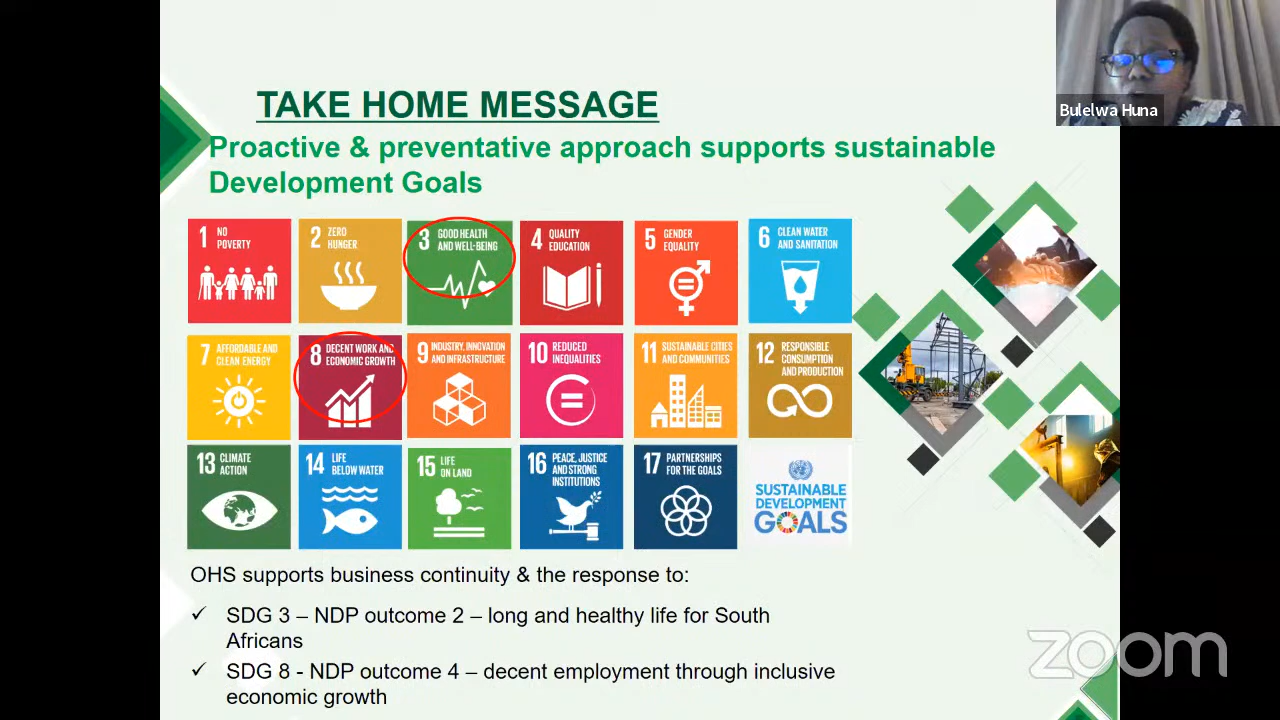 TAKE HOME MESSAGE
Bulelwa Huna
Proactive & preventative approach supports sustainable
Development Goals
1 NO
POVERTY
2 ZERO
HUNGER
3 GOOD HEALTH
AND WELL-BEING
4 QUALITY
EDUCATION
5 GENDER
EQUALITY
6 CLEAN WATER
AND SANITATION
7 AFFORDABLE AND
CLEAN ENERGY
8 DECENT WORK AND
ECONOMIC GROWTH
9 INDUSTRY, INNOVATION
AND INFRASTRUCTURE
10 REDUCED
INEQUALITIES
11 SUSTAINABLE CITIES
AND COMMUNITIES
12 RESPONSIBLE
CONSUMPTION
AND PRODUCTION
13 CLIMATE
ACTION
14 LIFE
BELOW WATER
15 LIFE
ON LAND
16 PEACE, JUSTICE
AND STRONG
INSTITUTIONS
17 PARTNERSHIPS
FOR THE GOALS
SUSTAINABLE
DEVELOPMENT
GOALS
OHS supports business continuity & the response to:
✓ SDG 3 – NDP outcome 2 – long and healthy life for South
Africans
✓ SDG 8 - NDP outcome 4 – decent employment through inclusive
economic growth
zoom